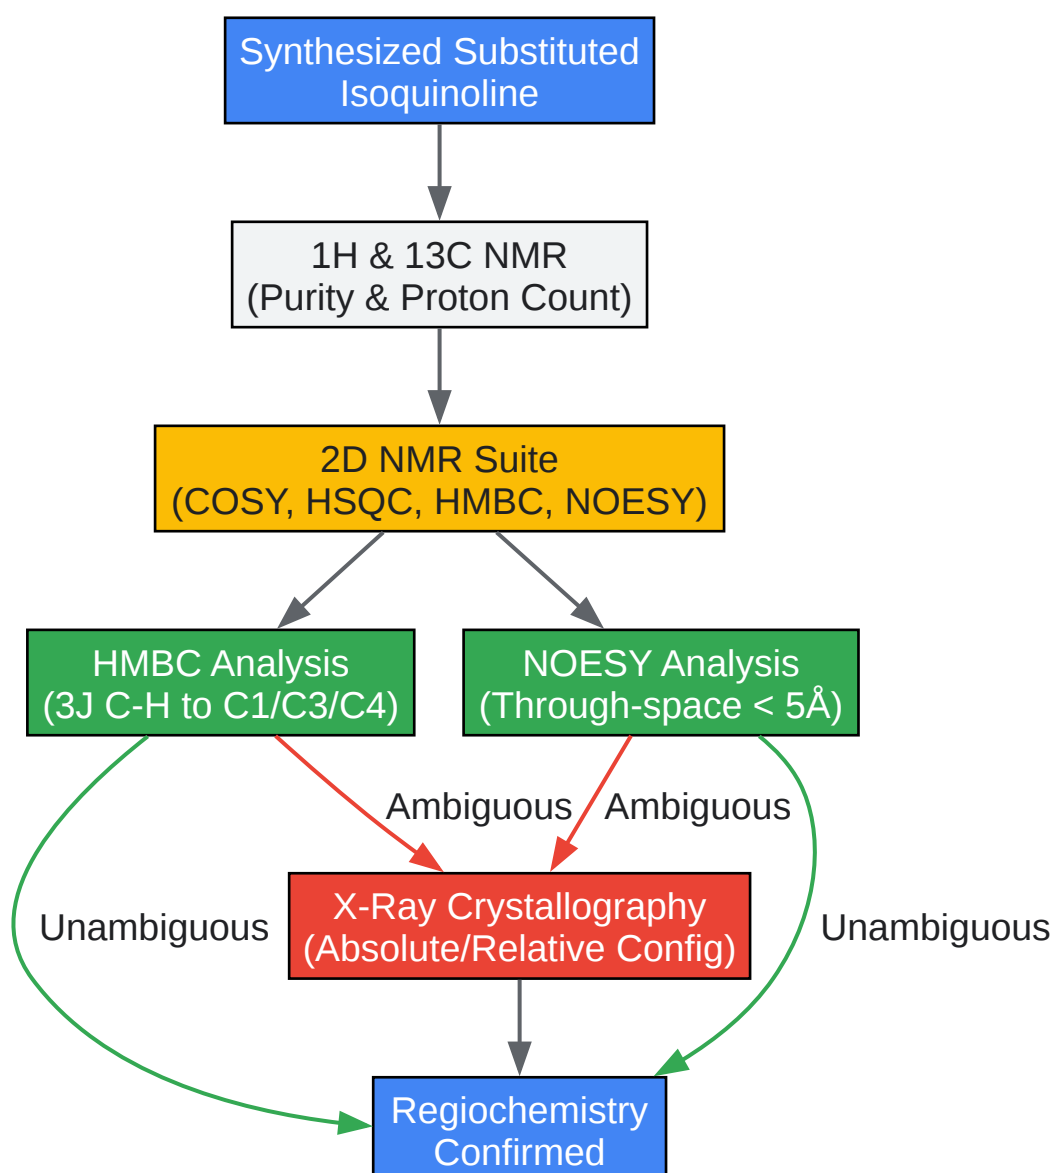 Synthesized Substituted
Isoquinoline
1H & 13C NMR
(Purity & Proton Count)
2D NMR Suite
(COSY, HSQC, HMBC, NOESY)
HMBC Analysis
(3J C-H to C1/C3/C4)
NOESY Analysis
(Through-space < 5Å)
Ambiguous
Ambiguous
X-Ray Crystallography
(Absolute/Relative Config)
Unambiguous
Unambiguous
Regiochemistry
Confirmed